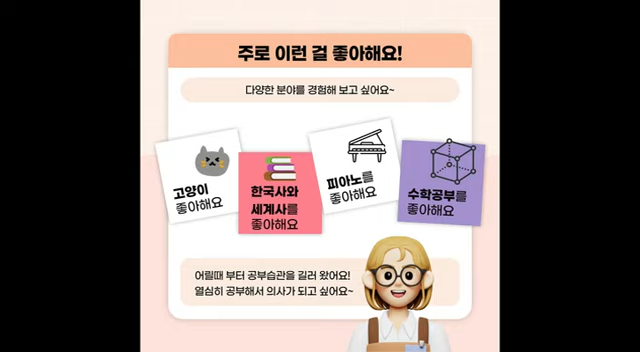 주로 이런 걸 좋아해요!
다양한 분야를 경험해 보고 싶어요~
고양이
좋아해요
한국사와
세계사를
좋아해요
피아노를
좋아해요
수학공부를
좋아해요
어릴때 부터 공부습관을 길러 왔어요!
열심히 공부해서 의사가 되고 싶어요~